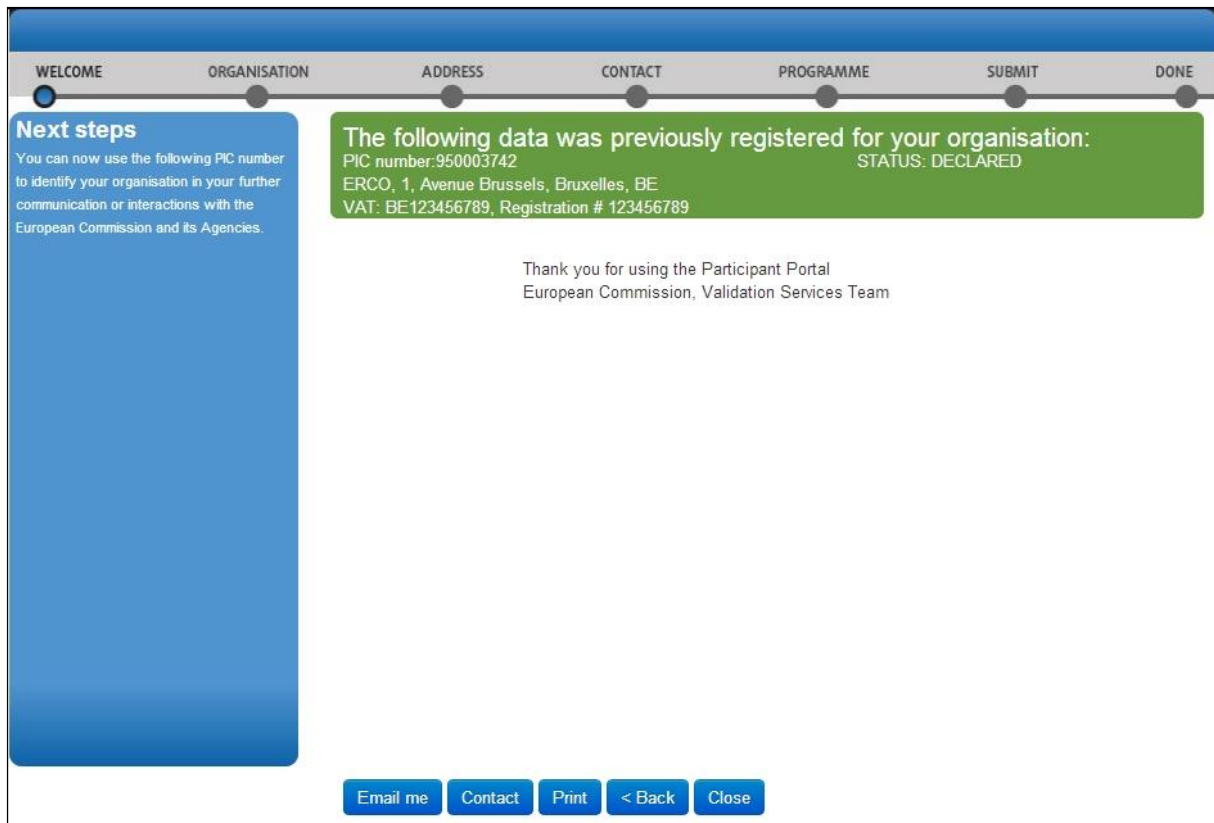 WELCOME ORGANISATION ADDRESS CONTACT PROGRAMME SUBMIT DONE
Next steps
You can now use the following PIC number
to identify your organisation in your further
communication or interactions with the
European Commission and its Agencies.
The following data was previously registered for your organisation:
PIC number:950003742 STATUS: DECLARED
ERCO, 1, Avenue Brussels, Bruxelles, BE
VAT: BE123456789, Registration # 123456789
Thank you for using the Participant Portal
European Commission, Validation Services Team
Email me Contact Print < Back Close